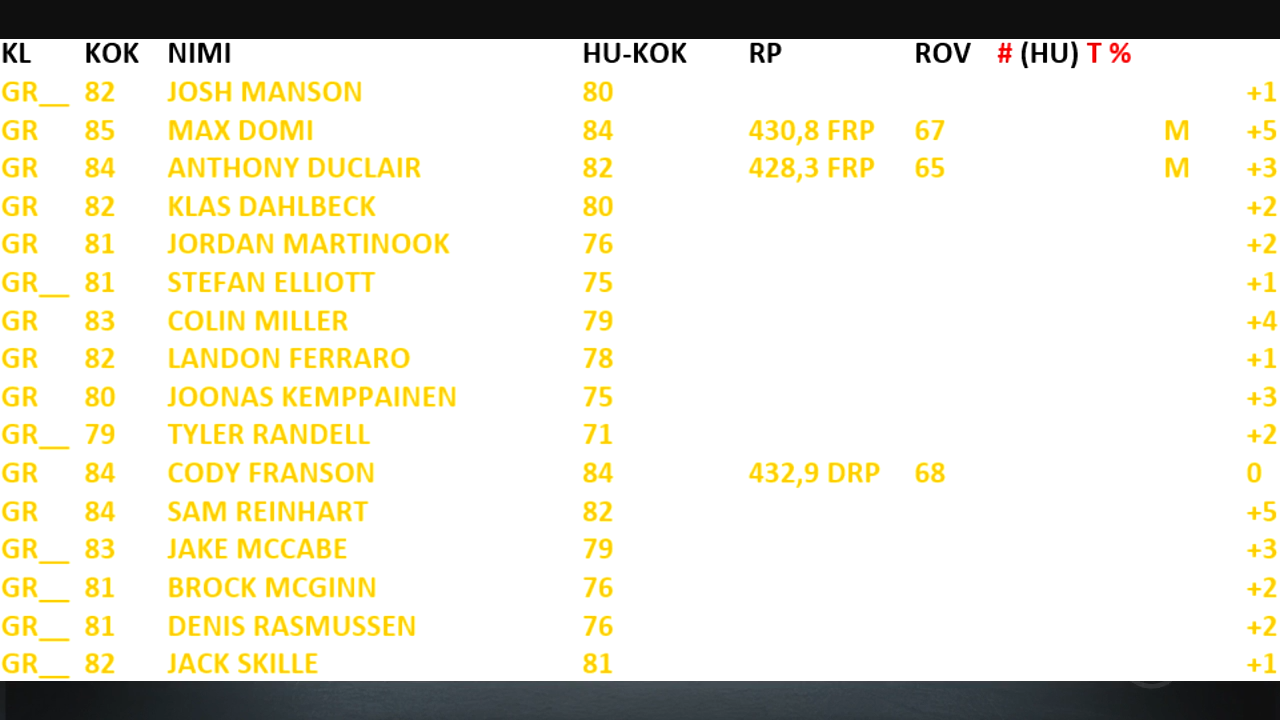 KL KOK NIMI HU-KOK RP ROV # (HU) T %
GR__ 82 JOSH MANSON 80 +1
GR 85 MAX DOMI 84 430,8 FRP 67 M +5
GR 84 ANTHONY DUCLAIR 82 428,3 FRP 65 M +3
GR 82 KLAS DAHLBECK 80 +2
GR 81 JORDAN MARTINOOK 76 +2
GR__ 81 STEFAN ELLIOTT 75 +1
GR 83 COLIN MILLER 79 +4
GR 82 LANDON FERRARO 78 +1
GR 80 JOONAS KEMPPAINEN 75 +3
GR__ 79 TYLER RANDELL 71 +2
GR 84 CODY FRANSON 84 432,9 DRP 68 0
GR 84 SAM REINHART 82 +5
GR__ 83 JAKE MCCABE 79 +3
GR__ 81 BROCK MCGINN 76 +2
GR__ 81 DENIS RASMUSSEN 76 +2
GR__ 82 JACK SKILLE 81 +1